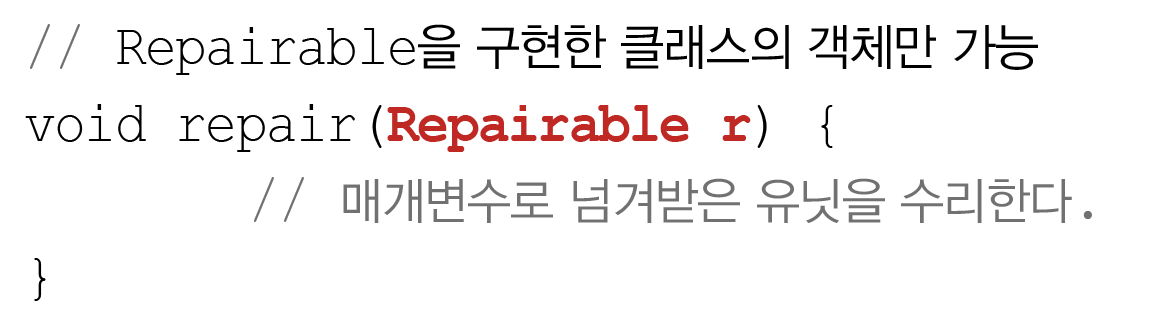 // Repairable을 구현한 클래스의 객체만 가능
void repair(Repairable r) {
// 매개변수로 넘겨받은 유닛을 수리한다.
}